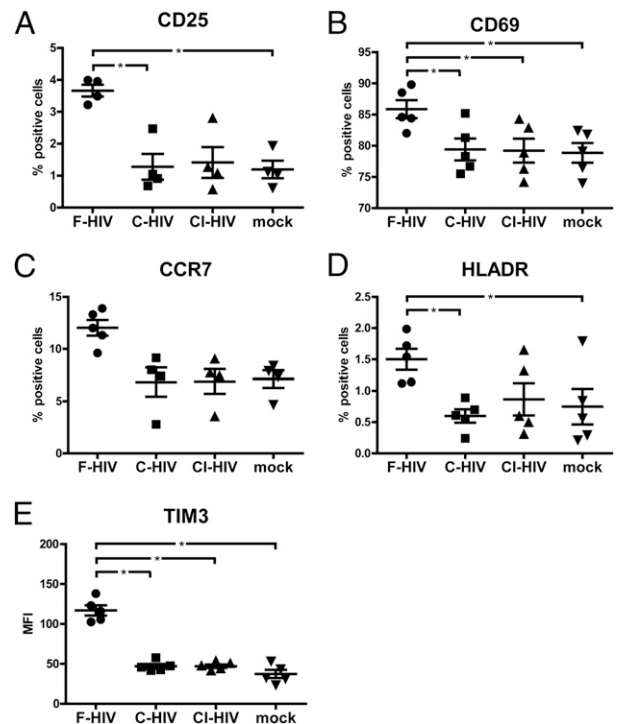 A
CD25
% positive cells
5
4
3
2
1
0
*
*
F-HIV C-HIV CI-HIV mock
B
CD69
% positive cells
95
90
85
80
75
70
*
*
*
F-HIV C-HIV CI-HIV mock
C
CCR7
% positive cells
15
10
5
0
F-HIV C-HIV CI-HIV mock
D
HLADR
% positive cells
2.5
2.0
1.5
1.0
0.5
0.0
*
*
F-HIV C-HIV CI-HIV mock
E
TIM3
MFI
200
150
100
50
0
*
*
*
F-HIV C-HIV CI-HIV mock